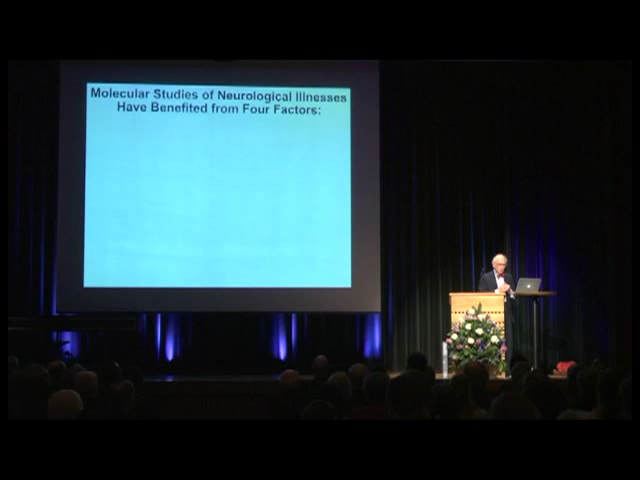 Molecular Studies of Neurological Illnesses
Have Benefited from Four Factors: